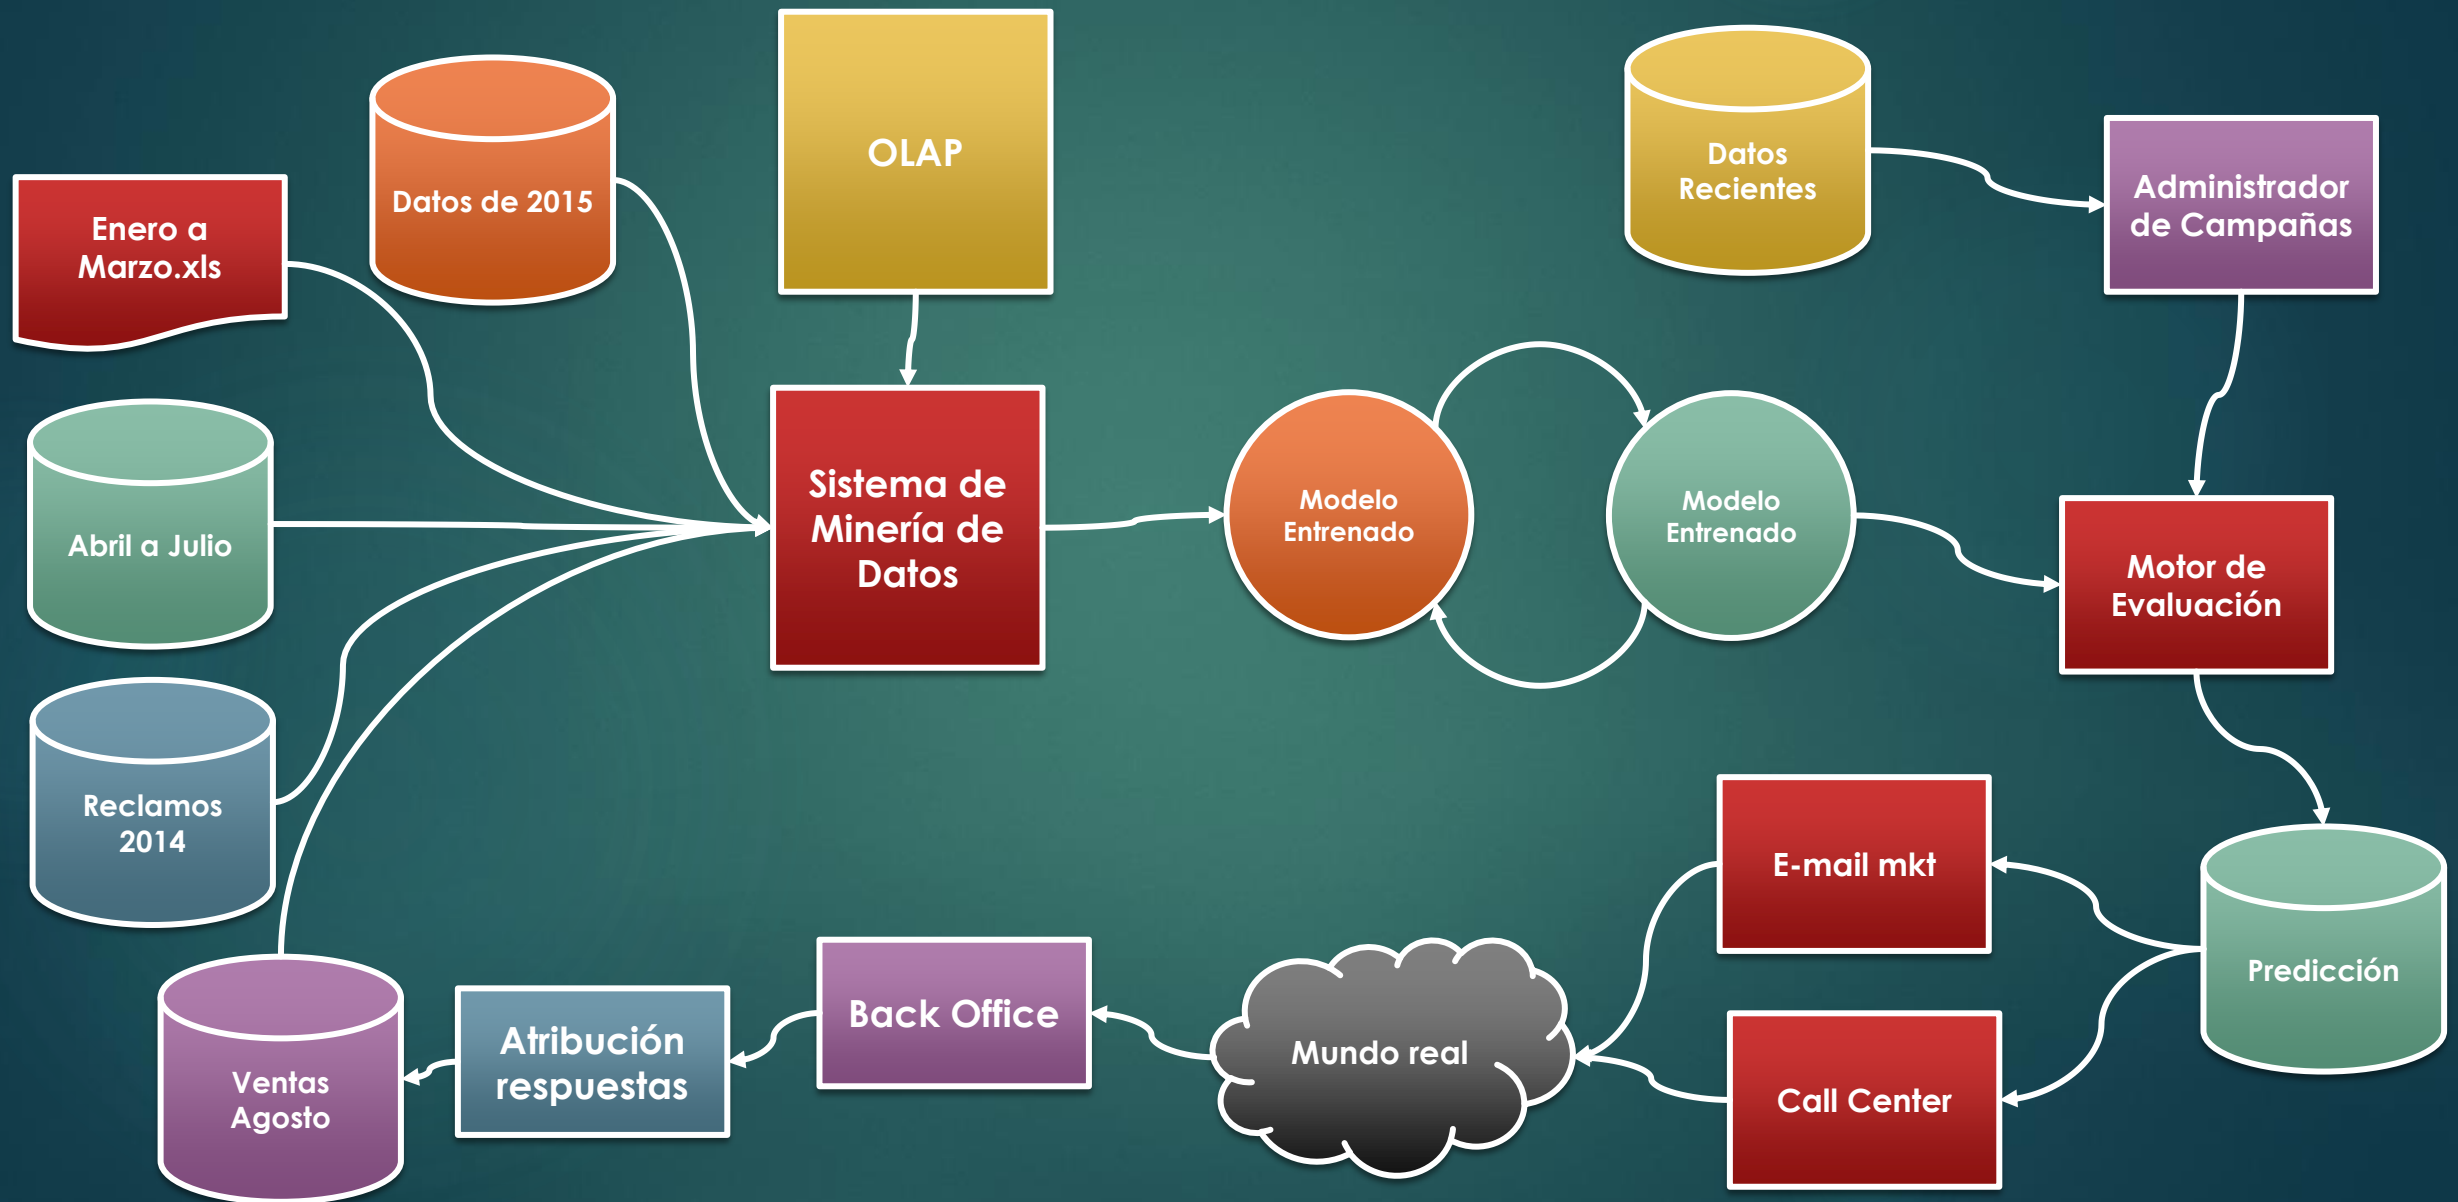 OLAP
Datos
Recientes
Administrador
de Campañas
Datos de 2015
Enero a
Marzo.xls
Abril a Julio
Sistema de
Minería de
Datos
Modelo
Entrenado
Modelo
Entrenado
Motor de
Evaluación
Reclamos
2014
E-mail mkt
Predicción
Back Office
Mundo real
Atribución
respuestas
Ventas
Agosto
Call Center